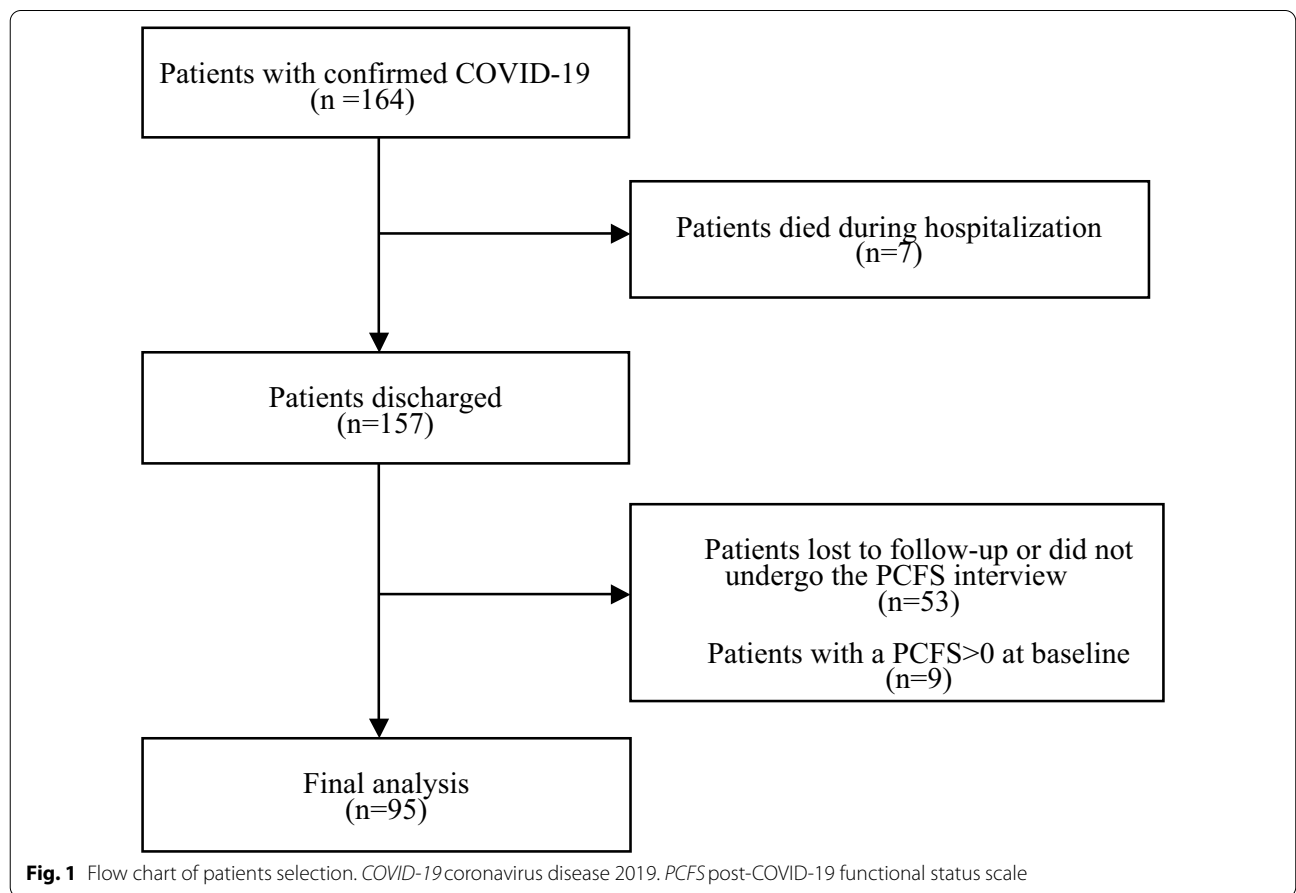 Patients with confirmed COVID-19
(n =164)
Patients died during hospitalization
(n=7)
Patients discharged
(n=157)
Patients lost to follow-up or did not
undergo the PCFS interview
(n=53)
Patients with a PCFS>0 at baseline
(n=9)
Final analysis
(n=95)
Fig. 1 Flow chart of patients selection. COVID-19 coronavirus disease 2019. PCFS post-COVID-19 functional status scale